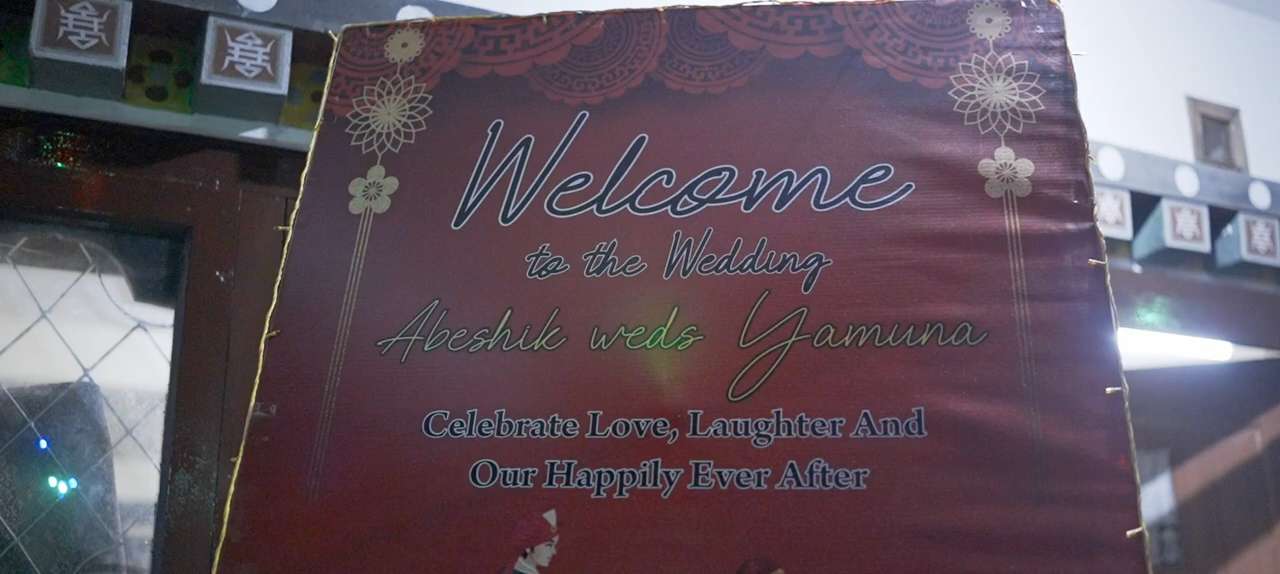 Welcome
to the Wedding
Abeshik weds Yamuna
Celebrate Love, Laughter And
Our Happily Ever After